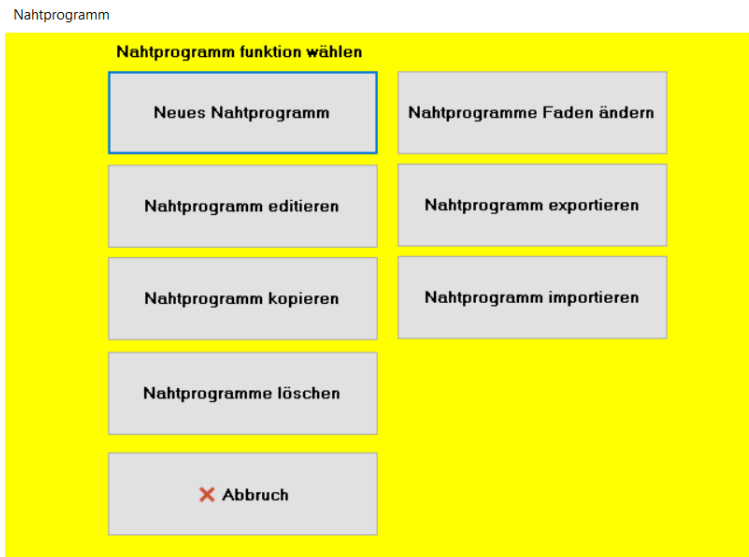 Nahtprogramm
Nahtprogramm funktion wählen
Neues Nahtprogramm
Nahtprogramme Faden ändern
Nahtprogramm editieren
Nahtprogramm exportieren
Nahtprogramm kopieren
Nahtprogramm importieren
Nahtprogramme löschen
Abbruch